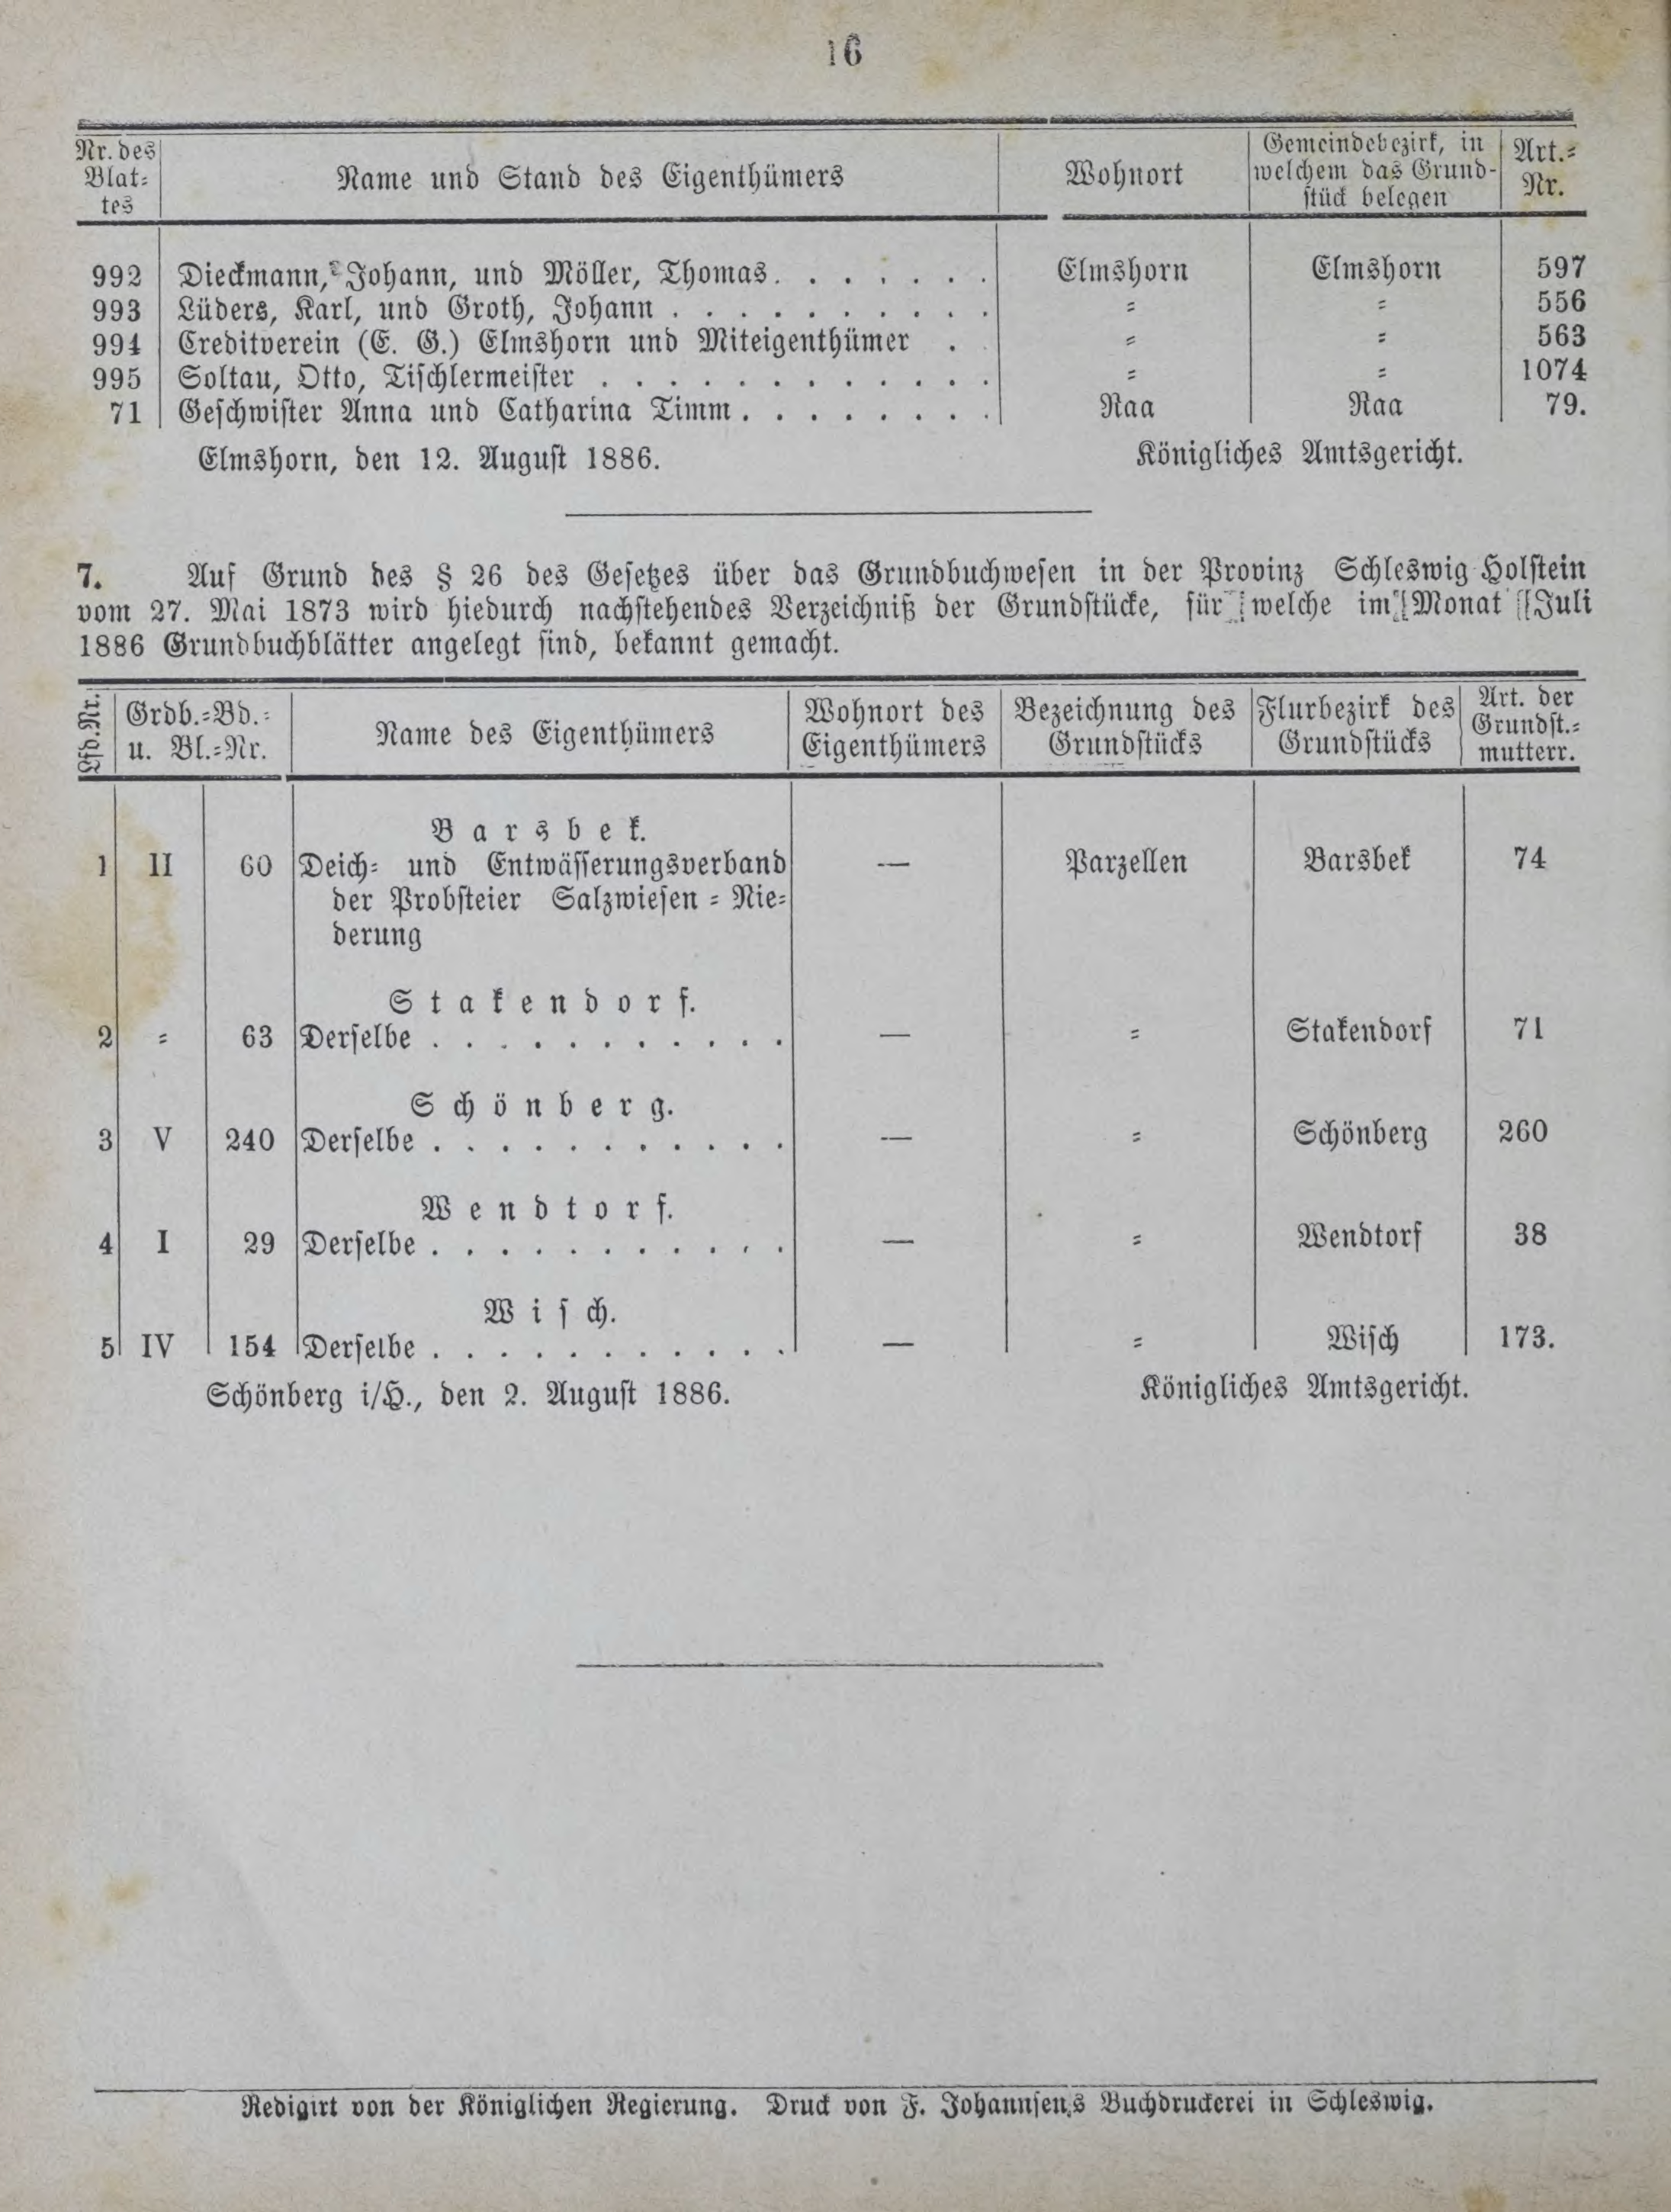 16
Nr. des Blattes | Name und Stand des Eigenthümers | Wohnort | Gemeindebezirk, in welchem das Grundstück belegen | Art.-Nr.
992 Dieckmann, Johann, und Möller, Thomas. . . . . . . Elmshorn Elmshorn 597
993 Lüders, Karl, und Groth, Johann . . . . . . . . . . = = 556
994 Creditverein (E. G.) Elmshorn und Miteigenthümer . = = 563
995 Soltau, Otto, Tischlermeister . . . . . . . . . . . . = = 1074
71 Geschwister Anna und Catharina Timm . . . . . . . . Raa Raa 79.
Elmshorn, den 12. August 1886. Königliches Amtsgericht.
7. Auf Grund des § 26 des Gesetzes über das Grundbuchwesen in der Provinz Schleswig-Holstein
vom 27. Mai 1873 wird hiedurch nachstehendes Verzeichniß der Grundstücke, für welche im Monat Juli
1886 Grundbuchblätter angelegt sind, bekannt gemacht.
Lfd. Nr. | Grdb.=Bd.= u. Bl.=Nr. | Name des Eigenthümers | Wohnort des Eigenthümers | Bezeichnung des Grundstücks | Flurbezirk des Grundstücks | Art. der Grundst.=mutterr.
Barsbek.
1 II 60 Deich= und Entwässerungsverband — Parzellen Barsbek 74
der Probsteier Salzwiesen = Nie=
derung
Stakendorf.
2 = 63 Derselbe . . . . . . . . . . . — = Stakendorf 71
Schönberg.
3 V 240 Derselbe . . . . . . . . . . . — = Schönberg 260
Wendtorf.
4 I 29 Derselbe . . . . . . . . . . . — = Wendtorf 38
Wisch.
5 IV 154 Derselbe . . . . . . . . . . . — = Wisch 173.
Schönberg i/H., den 2. August 1886. Königliches Amtsgericht.
Redigirt von der Königlichen Regierung. Druck von F. Johannsen's Buchdruckerei in Schleswig.